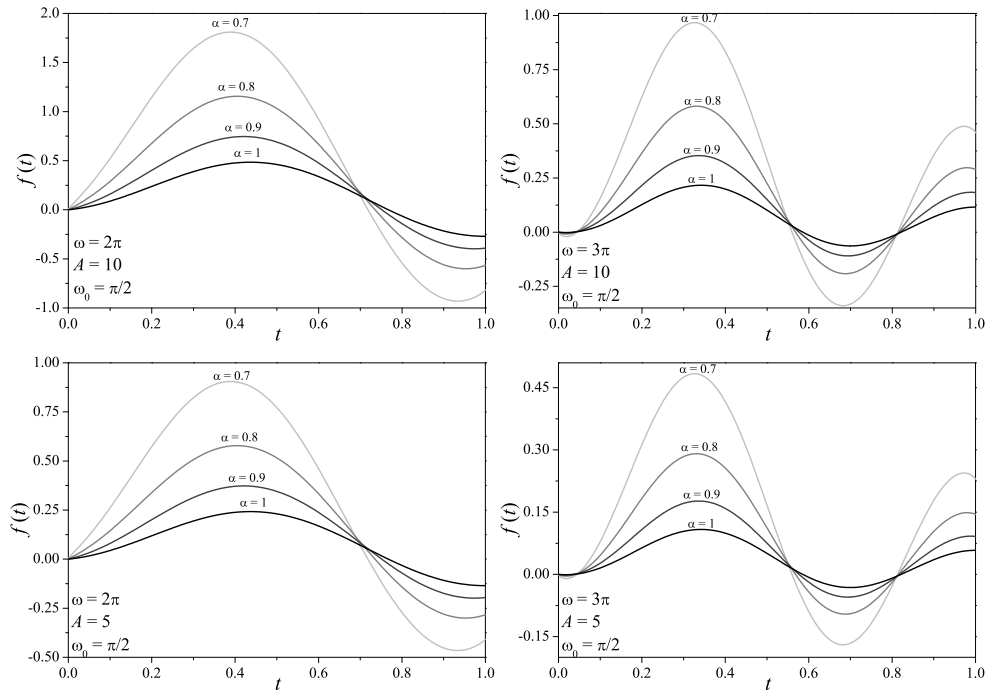 2.0
1.5
1.0
0.5
0.0
-0.5
-1.0
f (t)
α = 0.7
α = 0.8
α = 0.9
α = 1
ω = 2π
A = 10
ω0 = π/2
0.0 0.2 0.4 0.6 0.8 1.0
t
1.00
0.75
0.50
0.25
0.00
-0.25
f (t)
α = 0.7
α = 0.8
α = 0.9
α = 1
ω = 3π
A = 10
ω0 = π/2
0.0 0.2 0.4 0.6 0.8 1.0
t
1.00
0.75
0.50
0.25
0.00
-0.25
-0.50
f (t)
α = 0.7
α = 0.8
α = 0.9
α = 1
ω = 2π
A = 5
ω0 = π/2
0.0 0.2 0.4 0.6 0.8 1.0
t
0.45
0.30
0.15
0.00
-0.15
f (t)
α = 0.7
α = 0.8
α = 0.9
α = 1
ω = 3π
A = 5
ω0 = π/2
0.0 0.2 0.4 0.6 0.8 1.0
t